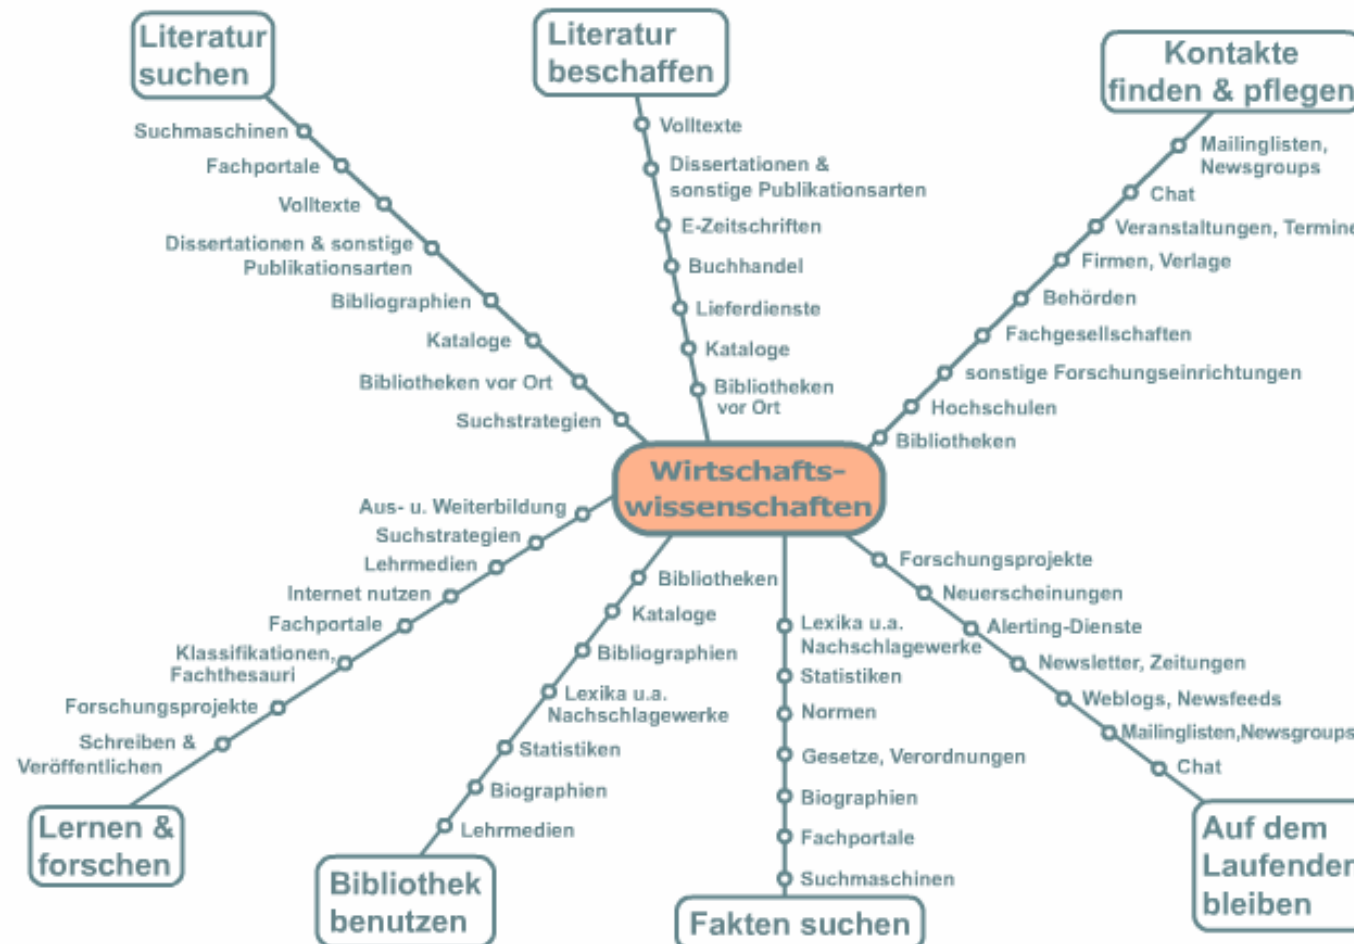 Literatur
suchen
Suchmaschinen
Fachportale
Volltexte
Dissertationen & sonstige
Publikationsarten
Bibliographien
Kataloge
Bibliotheken vor Ort
Suchstrategien
Literatur
beschaffen
Volltexte
Dissertationen &
sonstige Publikationsarten
E-Zeitschriften
Buchhandel
Lieferdienste
Kataloge
Bibliotheken
vor Ort
Kontakte
finden & pflegen
Mailinglisten,
Newsgroups
Chat
Veranstaltungen, Termine
Firmen, Verlage
Behörden
Fachgesellschaften
sonstige Forschungseinrichtungen
Hochschulen
Bibliotheken
Wirtschafts-
wissenschaften
Aus- u. Weiterbildung
Suchstrategien
Lehrmedien
Internet nutzen
Fachportale
Klassifikationen,
Fachthesauri
Forschungsprojekte
Schreiben &
Veröffentlichen
Lernen &
forschen
Bibliotheken
Kataloge
Bibliographien
Lexika u.a.
Nachschlagewerke
Statistiken
Biographien
Lehrmedien
Bibliothek
benutzen
Lexika u.a.
Nachschlagewerke
Statistiken
Normen
Gesetze, Verordnungen
Biographien
Fachportale
Suchmaschinen
Fakten suchen
Forschungsprojekte
Neuerscheinungen
Alerting-Dienste
Newsletter, Zeitungen
Weblogs, Newsfeeds
Mailinglisten,Newsgroups
Chat
Auf dem
Laufenden
bleiben